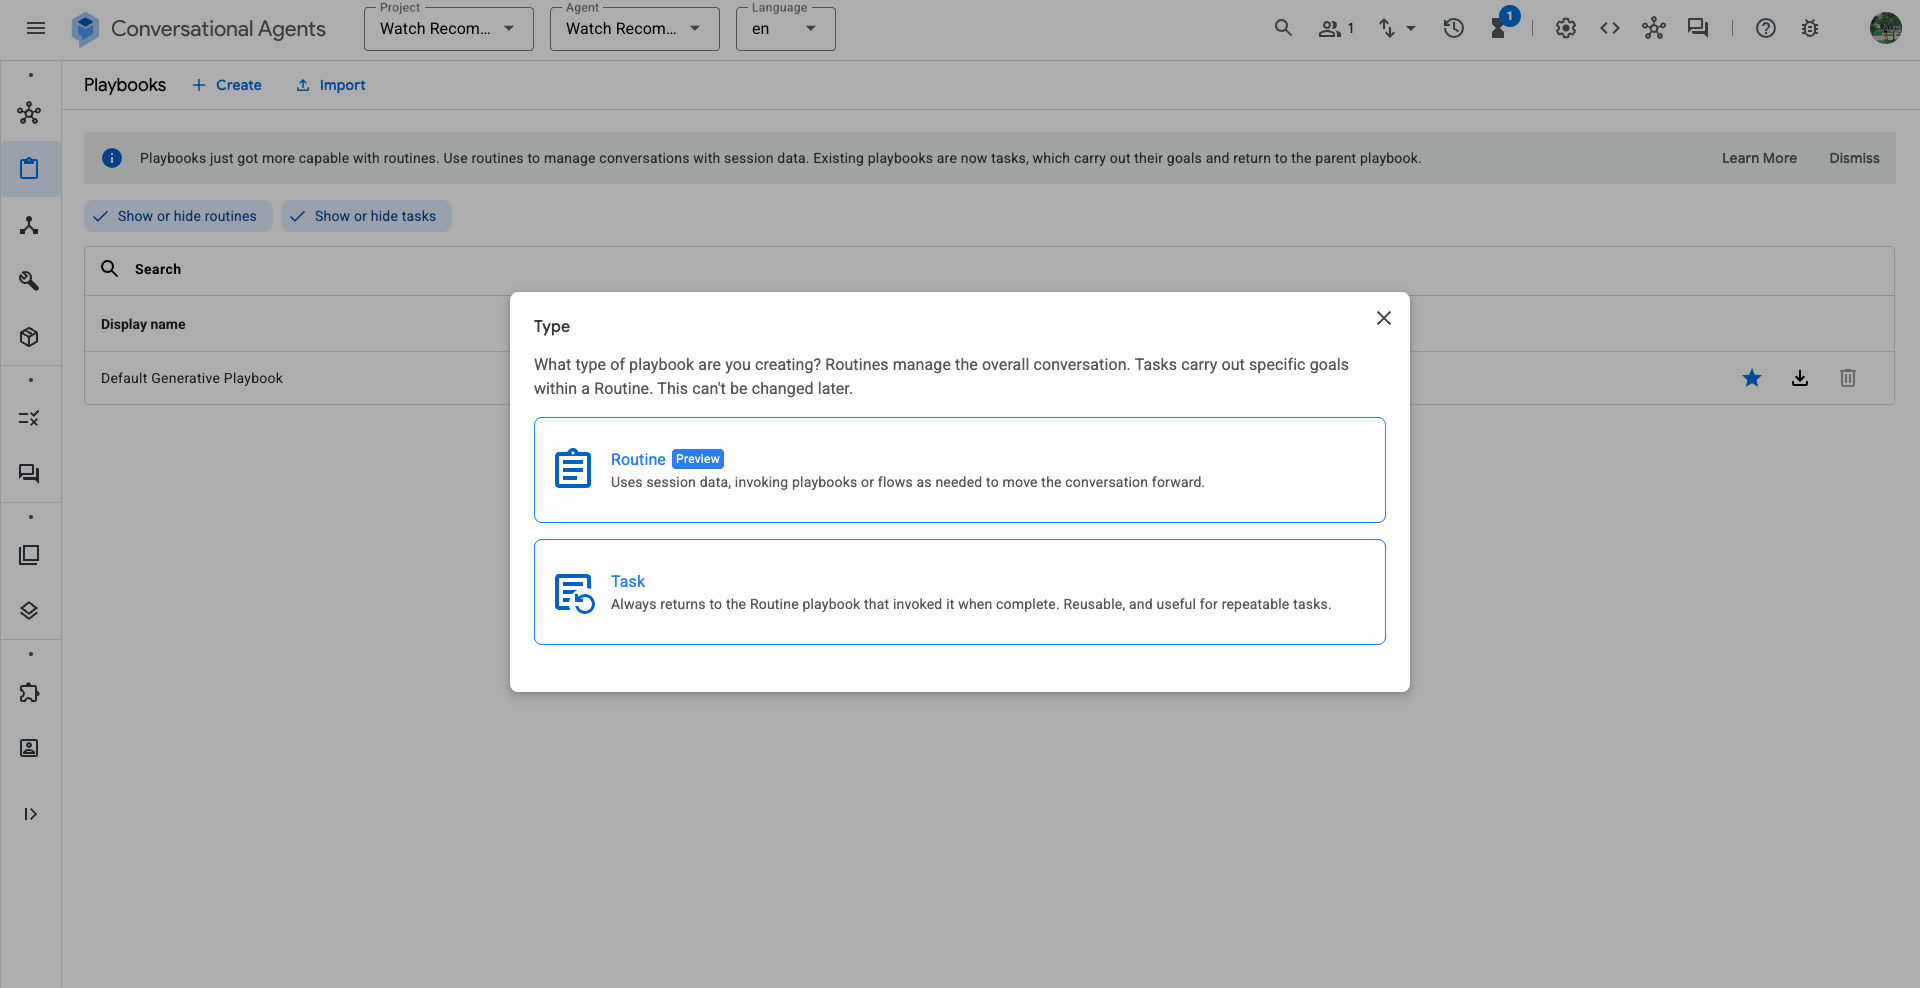 Conversational Agents
Project
Watch Recom...
Agent
Watch Recom...
Language
en
1
1
Playbooks
Create
Import
Playbooks just got more capable with routines. Use routines to manage conversations with session data. Existing playbooks are now tasks, which carry out their goals and return to the parent playbook.
Learn More
Dismiss
Show or hide routines
Show or hide tasks
Search
Display name
Default Generative Playbook
Type
What type of playbook are you creating? Routines manage the overall conversation. Tasks carry out specific goals
within a Routine. This can't be changed later.
Routine Preview
Uses session data, invoking playbooks or flows as needed to move the conversation forward.
Task
Always returns to the Routine playbook that invoked it when complete. Reusable, and useful for repeatable tasks.